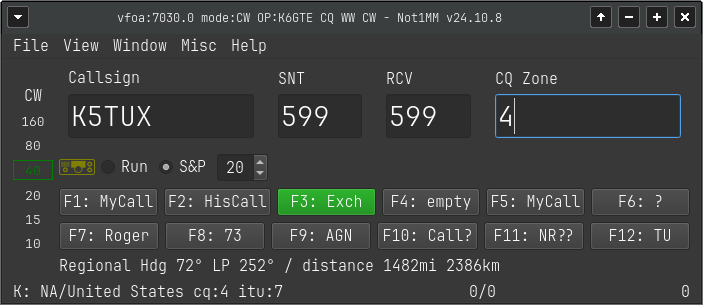 vfoa:7030.0 mode:CW OP:K6GTE CQ WW CW - Not1MM v24.10.8
File View Window Misc Help
Callsign SNT RCV CQ Zone
CW
K5TUX 599 599 4
160
80
40
Run S&P 20
20
F1: MyCall F2: HisCall F3: Exch F4: empty F5: MyCall F6: ?
15
F7: Roger F8: 73 F9: AGN F10: Call? F11: NR?? F12: TU
10
Regional Hdg 72° LP 252° / distance 1482mi 2386km
K: NA/United States cq:4 itu:7 0/0 0